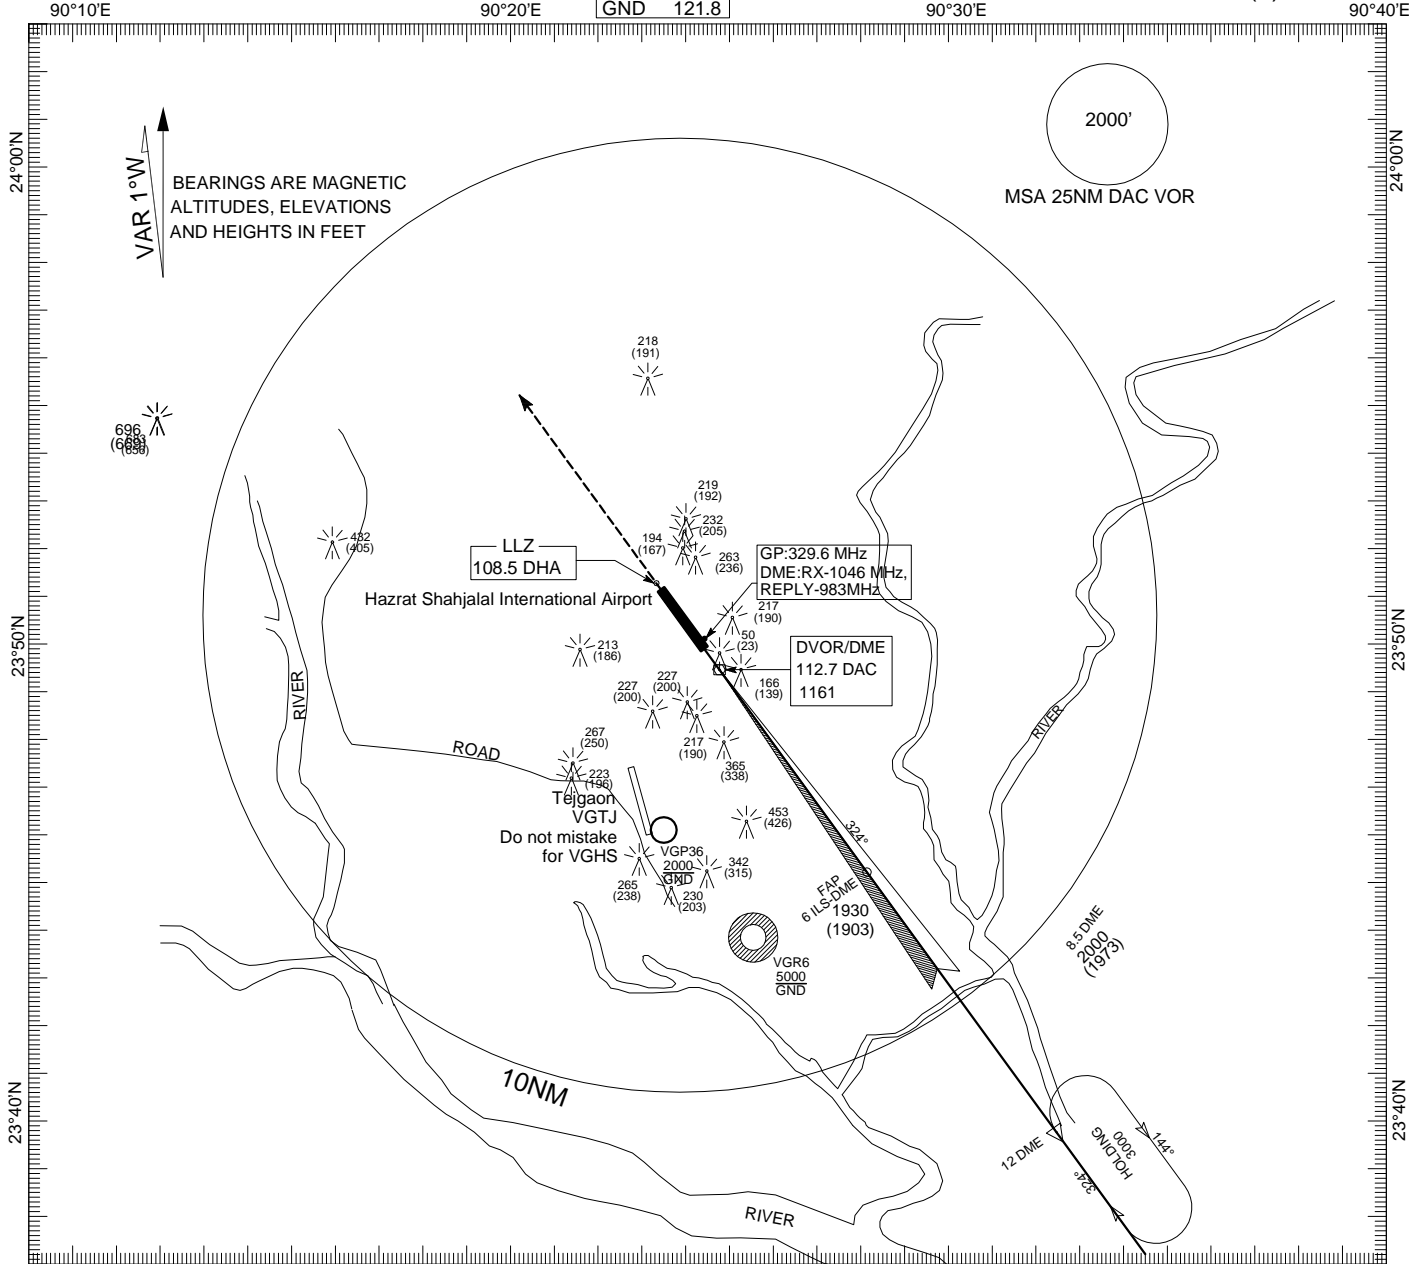 90°10'E
90°20'E
90°30'E
90°40'E
GND 121.8
24°00'N
24°00'N
VAR 1°W
BEARINGS ARE MAGNETIC
ALTITUDES, ELEVATIONS
AND HEIGHTS IN FEET
2000'
MSA 25NM DAC VOR
218
(191)
696
(669)
219
(192)
232
(205)
194
(167)
263
(236)
432
(405)
LLZ
108.5 DHA
GP:329.6 MHz
DME:RX-1046 MHz,
REPLY-983MHz
Hazrat Shahjalal International Airport
217
(190)
23°50'N
23°50'N
50
(23)
213
(186)
DVOR/DME
112.7 DAC
1161
166
(139)
227
(200)
227
(200)
217
(190)
365
(338)
RIVER
RIVER
ROAD
267
(250)
223
(196)
Tejgaon
VGTJ
Do not mistake
for VGHS
453
(426)
324°
VGP36
2000
GND
342
(315)
265
(238)
230
(203)
FAP
6 ILS-DME
1930
(1903)
8.5 DME
2000
(1973)
VGR6
5000
GND
10NM
23°40'N
23°40'N
12 DME
HOLDING
3000
144°
324°
RIVER